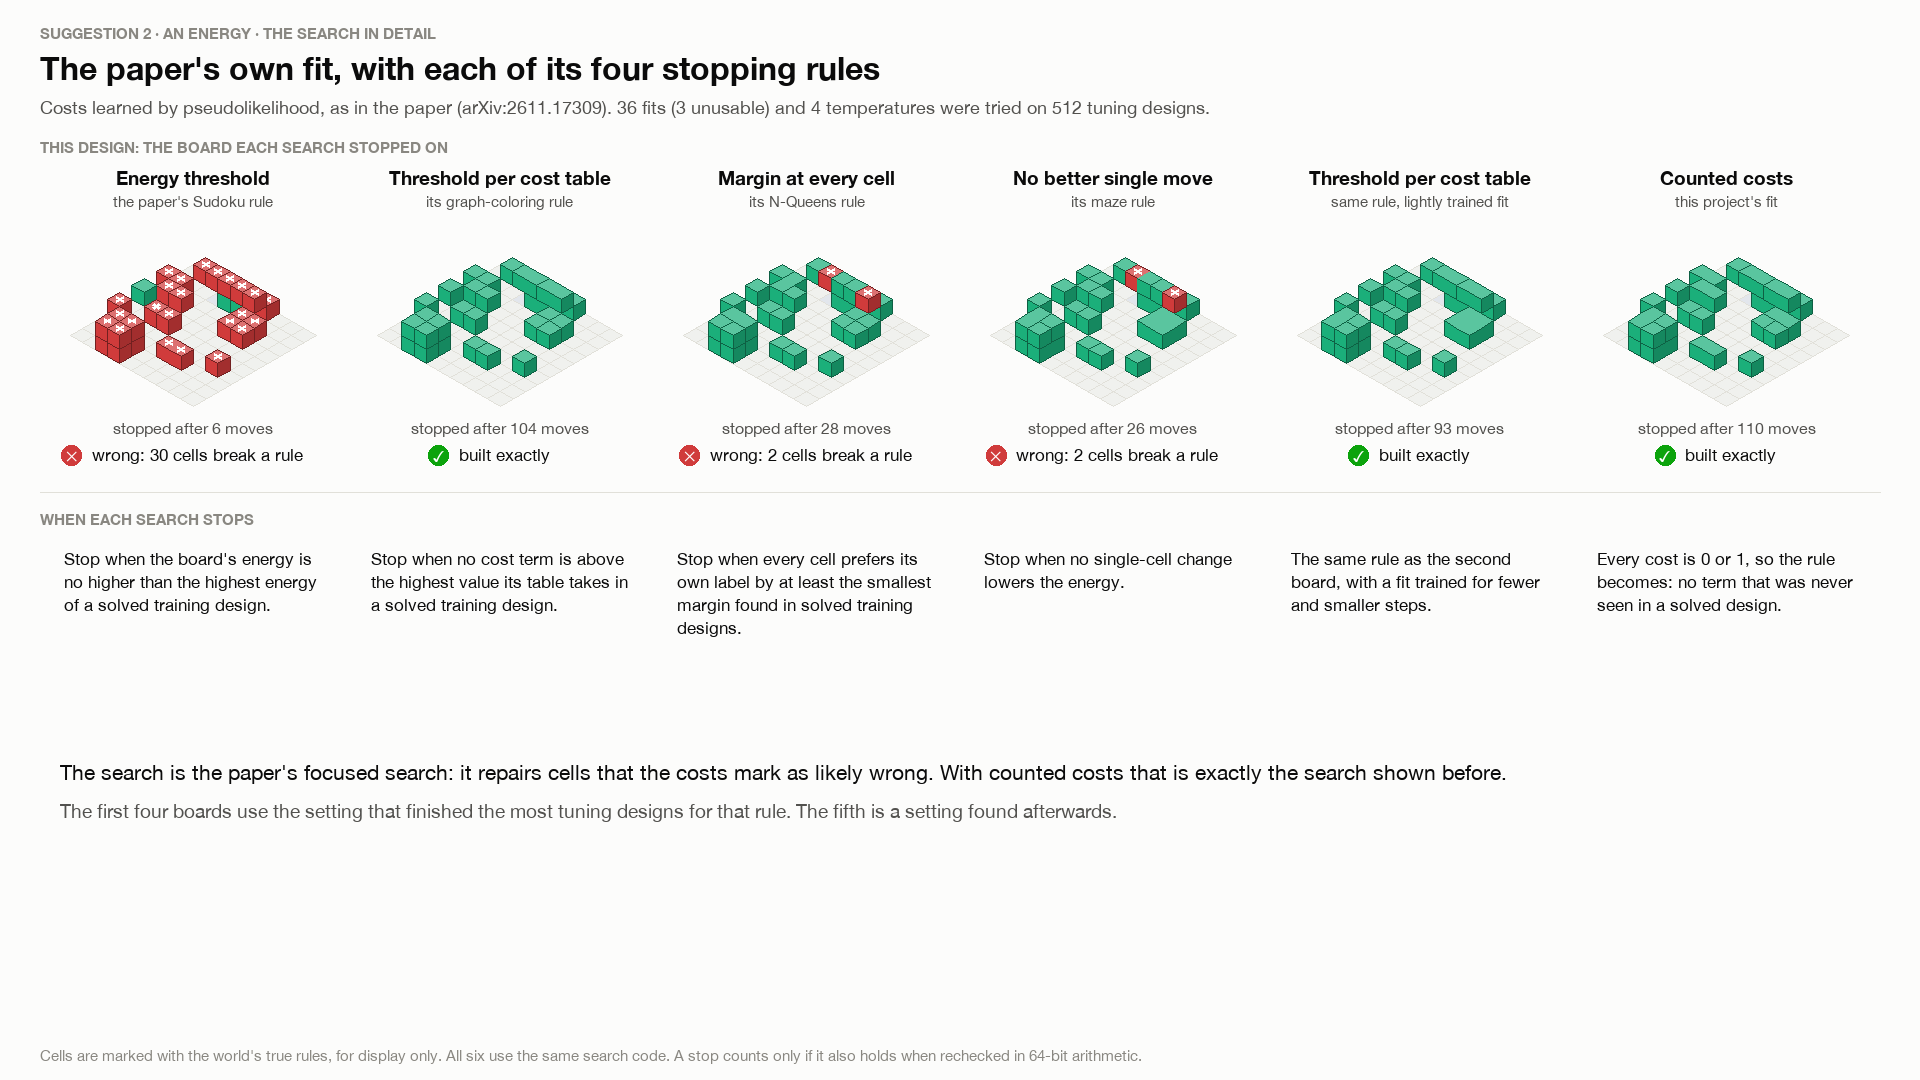 SUGGESTION 2 · AN ENERGY · THE SEARCH IN DETAIL
The paper's own fit, with each of its four stopping rules
Costs learned by pseudolikelihood, as in the paper (arXiv:2611.17309). 36 fits (3 unusable) and 4 temperatures were tried on 512 tuning designs.
THIS DESIGN: THE BOARD EACH SEARCH STOPPED ON
Energy threshold
the paper's Sudoku rule
stopped after 6 moves
wrong: 30 cells break a rule
Threshold per cost table
its graph-coloring rule
stopped after 104 moves
built exactly
Margin at every cell
its N-Queens rule
stopped after 28 moves
wrong: 2 cells break a rule
No better single move
its maze rule
stopped after 26 moves
wrong: 2 cells break a rule
Threshold per cost table
same rule, lightly trained fit
stopped after 93 moves
built exactly
Counted costs
this project's fit
stopped after 110 moves
built exactly
WHEN EACH SEARCH STOPS
Stop when the board's energy is
no higher than the highest energy
of a solved training design.
Stop when no cost term is above
the highest value its table takes in
a solved training design.
Stop when every cell prefers its
own label by at least the smallest
margin found in solved training
designs.
Stop when no single-cell change
lowers the energy.
The same rule as the second
board, with a fit trained for fewer
and smaller steps.
Every cost is 0 or 1, so the rule
becomes: no term that was never
seen in a solved design.
The search is the paper's focused search: it repairs cells that the costs mark as likely wrong. With counted costs that is exactly the search shown before.
The first four boards use the setting that finished the most tuning designs for that rule. The fifth is a setting found afterwards.
Cells are marked with the world's true rules, for display only. All six use the same search code. A stop counts only if it also holds when rechecked in 64-bit arithmetic.